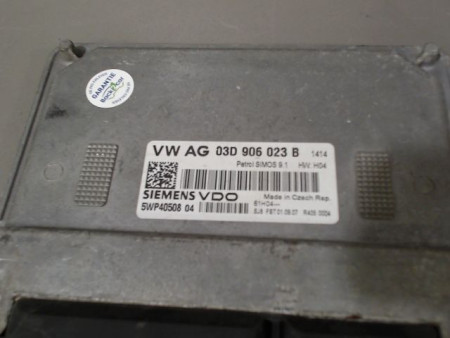 GARANTIE
VW AG 03D 906 023 B 1414
Petrol SIMOS 9.1 HW: H04
SIEMENS VDO Made in Czech Rep.
5WP40508 04 61H04--